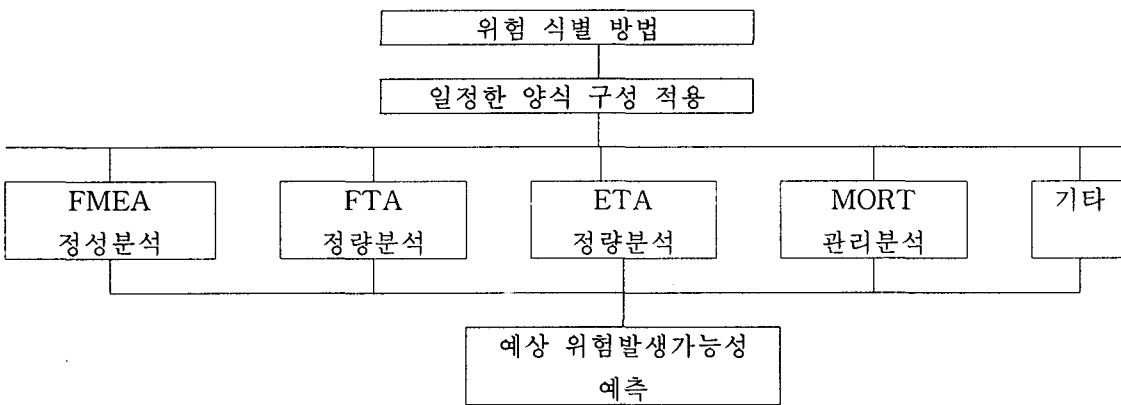 위험 식별 방법
일정한 양식 구성 적용
FMEA
정성분석
FTA
정량분석
ETA
정량분석
MORT
관리분석
기타
예상 위험발생가능성
예측